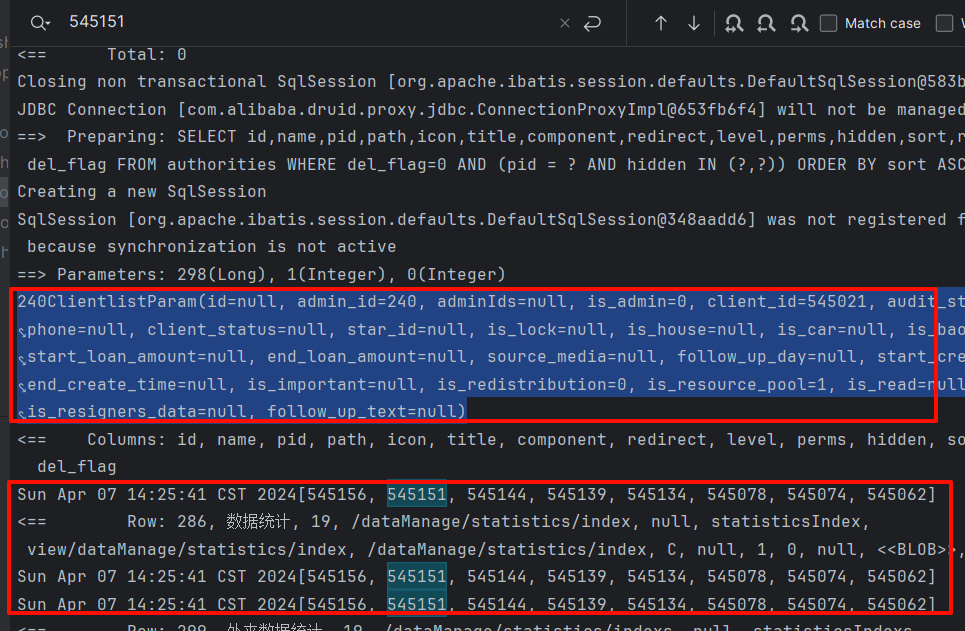 545151
Match case
<==      Total: 0
Closing non transactional SqlSession [org.apache.ibatis.session.defaults.DefaultSqlSession@583b
JDBC Connection [com.alibaba.druid.proxy.jdbc.ConnectionProxyImpl@653fb6f4] will not be managed
==>  Preparing: SELECT id,name,pid,path,icon,title,component,redirect,level,perms,hidden,sort,r
del_flag FROM authorities WHERE del_flag=0 AND (pid = ? AND hidden IN (?,?)) ORDER BY sort ASC
Creating a new SqlSession
SqlSession [org.apache.ibatis.session.defaults.DefaultSqlSession@348aadd6] was not registered f
because synchronization is not active
==> Parameters: 298(Long), 1(Integer), 0(Integer)
240ClientlistParam(id=null, admin_id=240, adminIds=null, is_admin=0, client_id=545021, audit_st
phone=null, client_status=null, star_id=null, is_lock=null, is_house=null, is_car=null, is_bao
start_loan_amount=null, end_loan_amount=null, source_media=null, follow_up_day=null, start_cre
end_create_time=null, is_important=null, is_redistribution=0, is_resource_pool=1, is_read=null
is_resigners_data=null, follow_up_text=null)
<==    Columns: id, name, pid, path, icon, title, component, redirect, level, perms, hidden, so
del_flag
Sun Apr 07 14:25:41 CST 2024[545156, 545151, 545144, 545139, 545134, 545078, 545074, 545062]
<==        Row: 286, 数据统计, 19, /dataManage/statistics/index, null, statisticsIndex,
view/dataManage/statistics/index, /dataManage/statistics/index, C, null, 1, 0, null, <<BLOB>>,
Sun Apr 07 14:25:41 CST 2024[545156, 545151, 545144, 545139, 545134, 545078, 545074, 545062]
Sun Apr 07 14:25:41 CST 2024[545156, 545151, 545144, 545139, 545134, 545078, 545074, 545062]